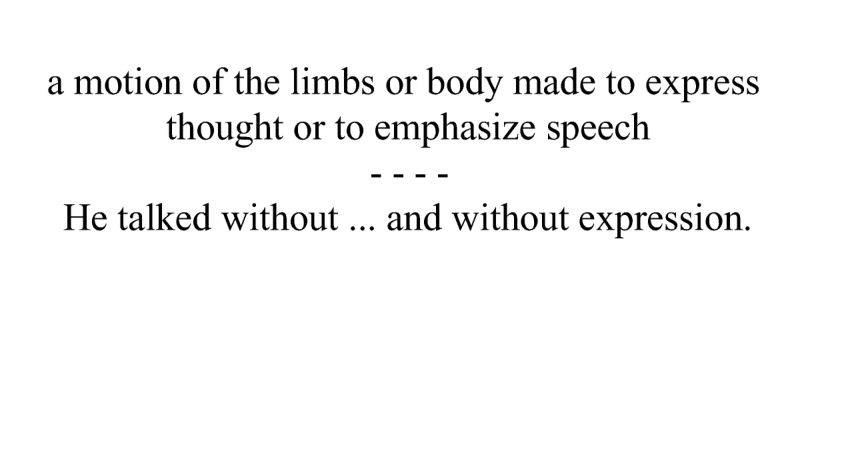 a motion of the limbs or body made to express
thought or to emphasize speech
- - - -
He talked without ... and without expression.